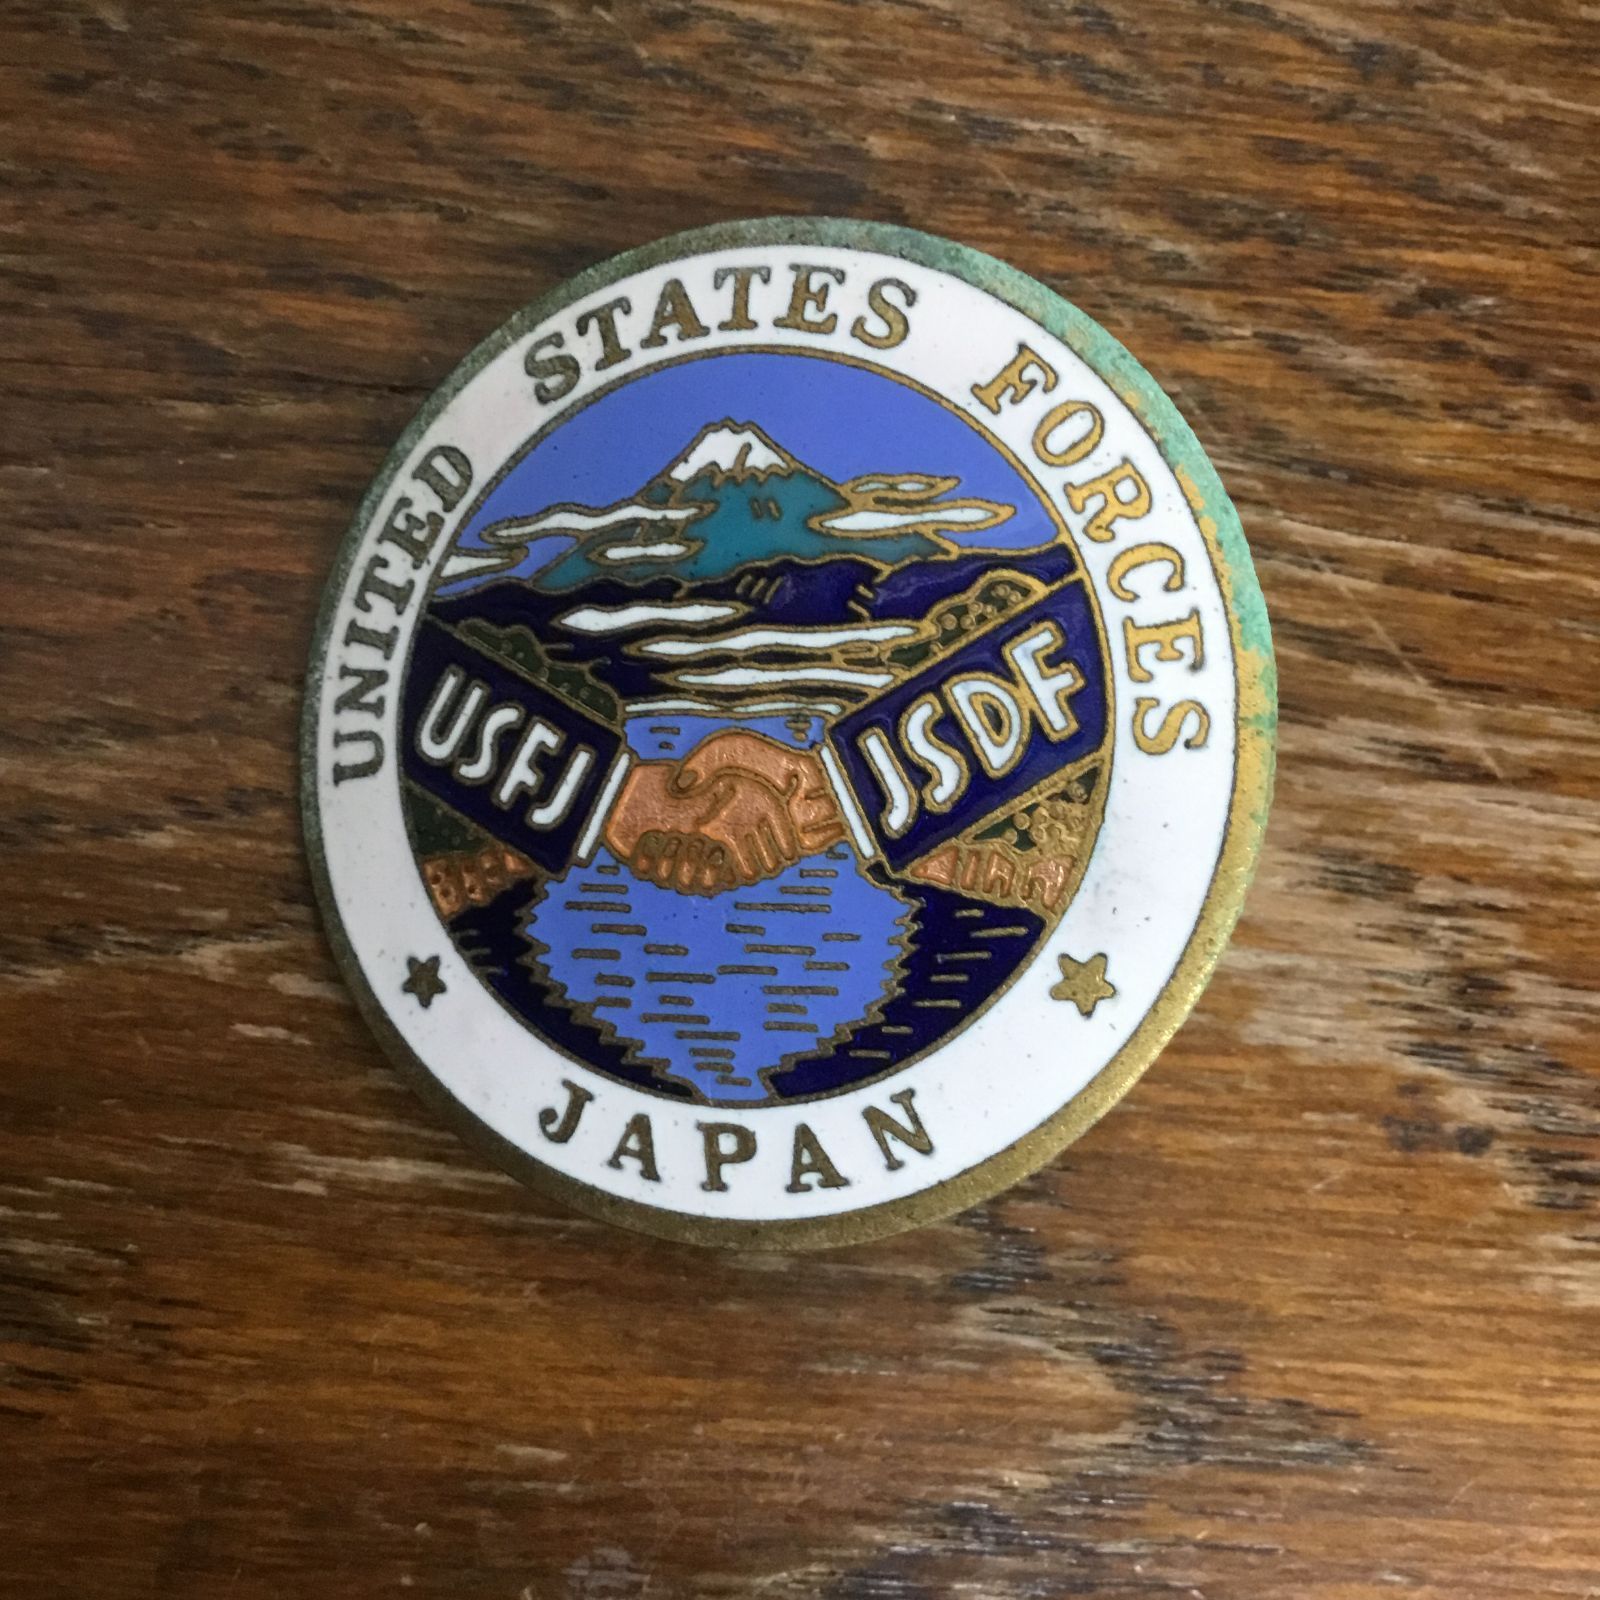 UNITED STATES FORCES
USFJ
JSDF
JAPAN